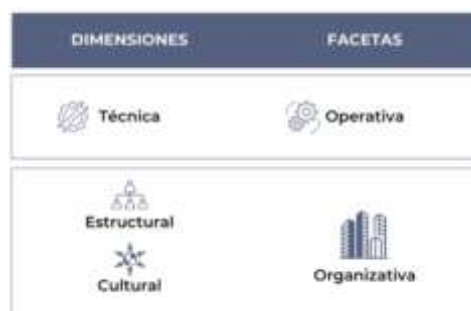 DIMENSIONES FACETAS
Técnica Operativa
Estructural
Cultural
Organizativa